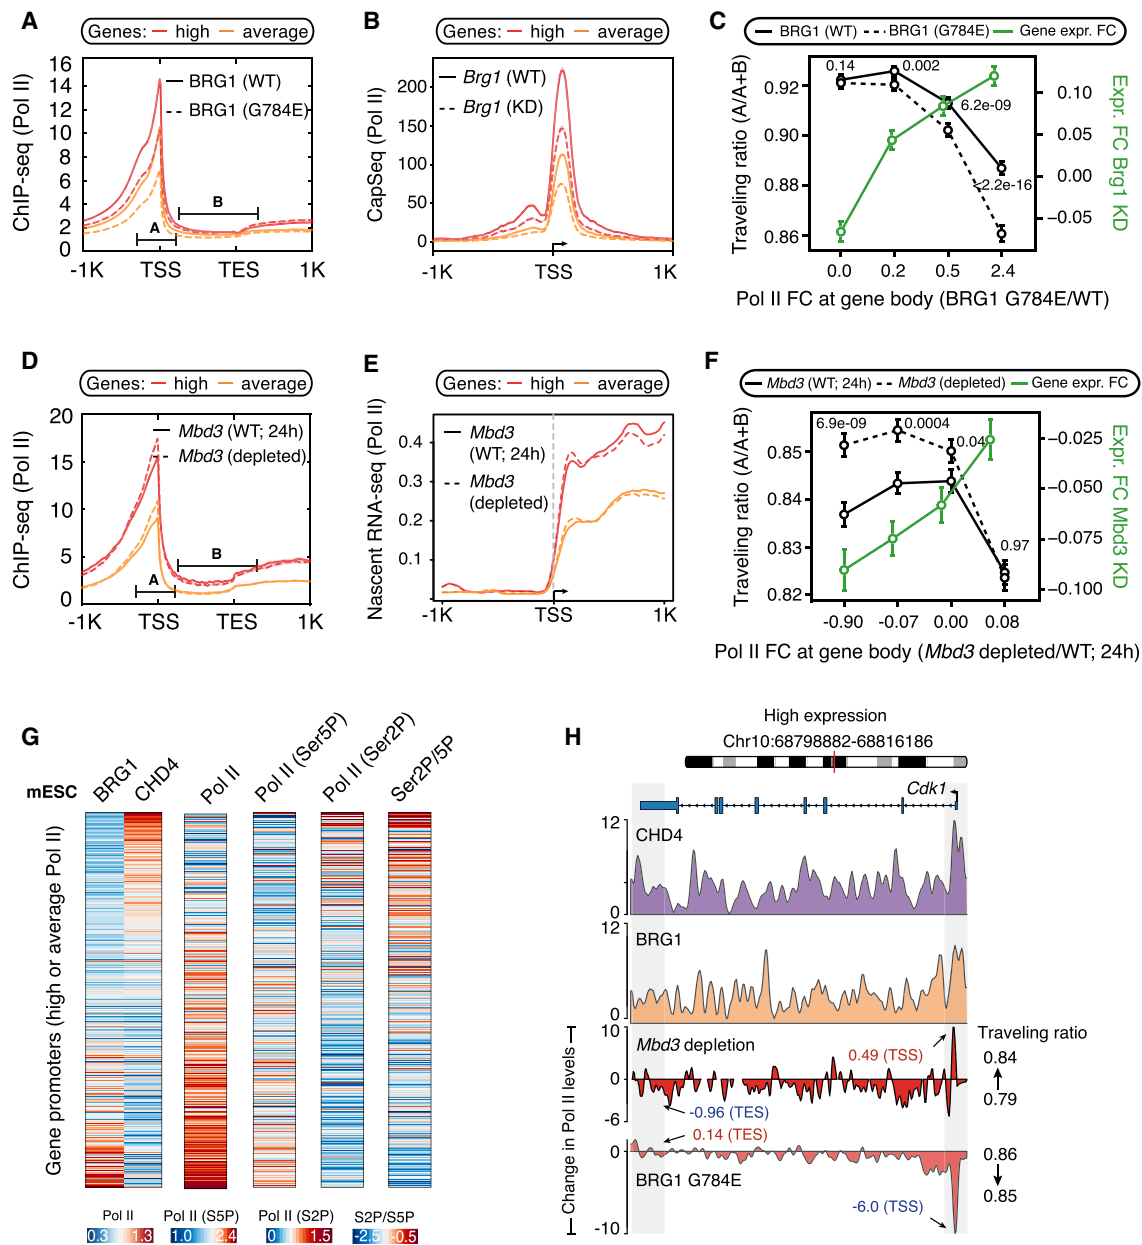 A
Genes: high average
ChIP-seq (Pol II)
16
14
12
10
8
6
4
2
0
BRG1 (WT)
BRG1 (G784E)
A
B
-1K TSS TES 1K
B
Genes: high average
CapSeq (Pol II)
200
150
100
50
0
Brg1 (WT)
Brg1 (KD)
-1K TSS 1K
C
BRG1 (WT) BRG1 (G784E) Gene expr. FC
Traveling ratio (A/A+B)
0.92
0.90
0.88
0.86
0.14
0.002
6.2e-09
<2.2e-16
0.10
0.05
0.00
−0.05
Expr. FC Brg1 KD
0.0 0.2 0.5 2.4
Pol II FC at gene body (BRG1 G784E/WT)
D
Genes: high average
ChIP-seq (Pol II)
20
15
10
5
0
Mbd3 (WT; 24h)
Mbd3 (depleted)
A
B
-1K TSS TES 1K
E
Genes: high average
Nascent RNA-seq (Pol II)
0.4
0.3
0.2
0.1
Mbd3
(WT; 24h)
Mbd3
(depleted)
-1K TSS 1K
F
Mbd3 (WT; 24h) Mbd3 (depleted) Gene expr. FC
Traveling ratio (A/A+B)
0.85
0.84
0.83
0.82
6.9e-09
0.0004
0.04
0.97
−0.025
−0.050
−0.075
−0.100
Expr. FC Mbd3 KD
-0.90 -0.07 0.00 0.08
Pol II FC at gene body (Mbd3 depleted/WT; 24h)
G
mESC
BRG1
CHD4
Pol II
Pol II (Ser5P)
Pol II (Ser2P)
Ser2P/5P
Gene promoters (high or average Pol II)
Pol II
0.3 1.3
Pol II (S5P)
1.0 2.4
Pol II (S2P)
0 1.5
S2P/S5P
-2.5 -0.5
H
High expression
Chr10:68798882-68816186
Cdk1
12
CHD4
0
12
BRG1
0
Change in Pol II levels
10
Mbd3 depletion
0
-6
0.49 (TSS)
-0.96 (TES)
Traveling ratio
0.84
0.79
0.14 (TES)
0
BRG1 G784E
-6.0 (TSS)
-10
0.86
0.85